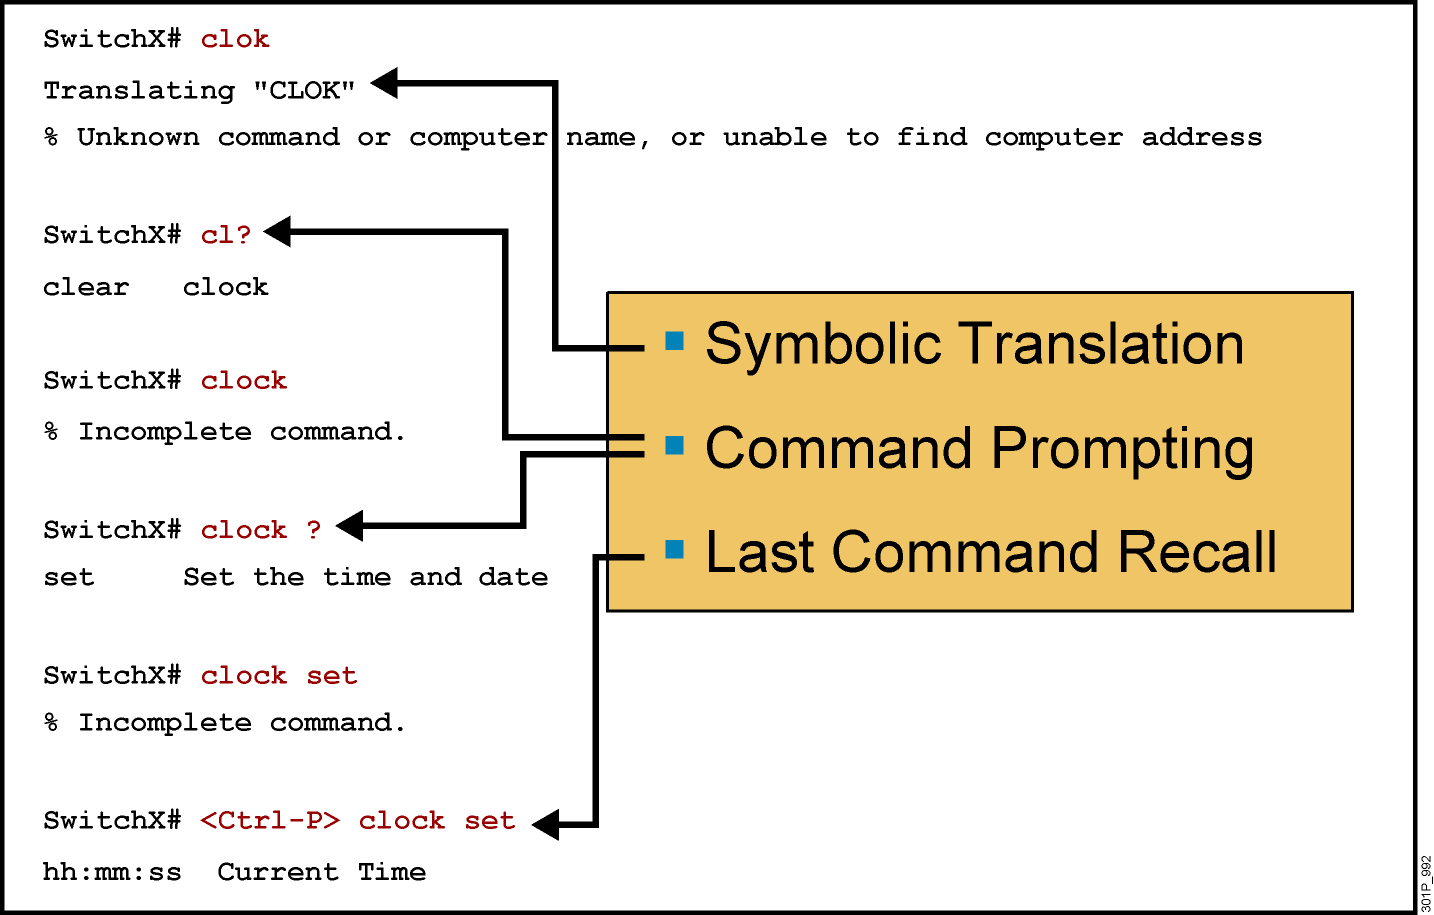 SwitchX# clok
Translating "CLOK"
% Unknown command or computer name, or unable to find computer address
SwitchX# cl?
clear clock
SwitchX# clock
% Incomplete command.
SwitchX# clock ?
set Set the time and date
SwitchX# clock set
% Incomplete command.
SwitchX# <Ctrl-P> clock set
hh:mm:ss Current Time
Symbolic Translation
Command Prompting
Last Command Recall
301P_992